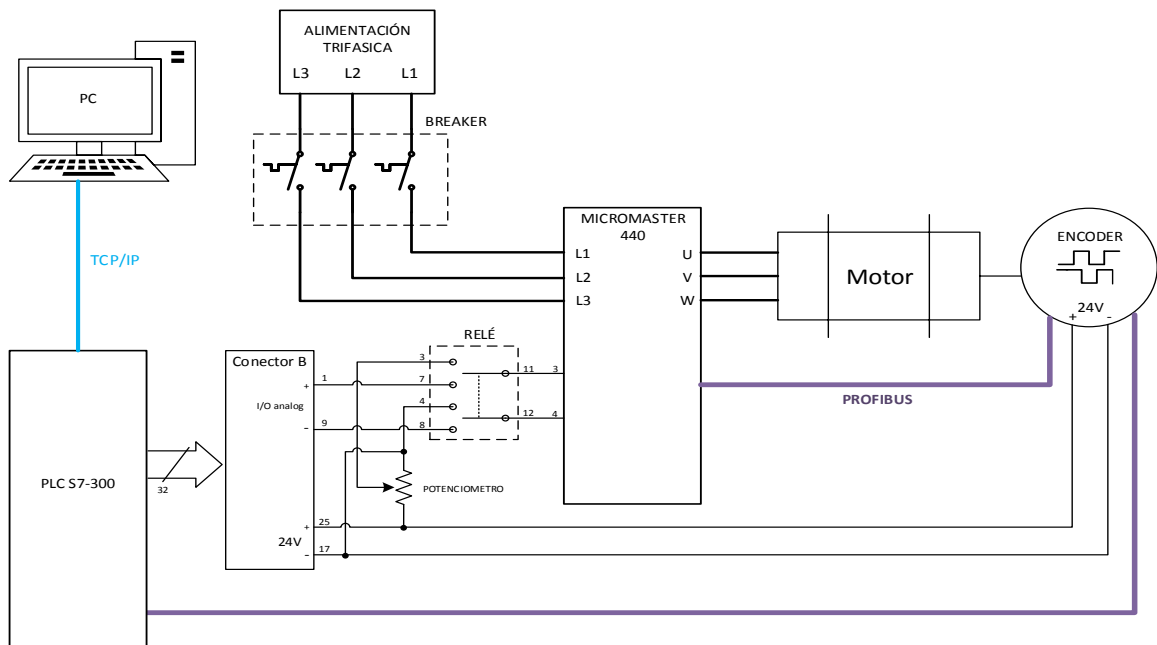 ALIMENTACIÓN
TRIFASICA
L3 L2 L1
PC
BREAKER
TCP/IP
MICROMASTER
440
L1
L2
L3
U
V
W
Motor
ENCODER
24V
+ -
RELÉ
3
7
4
8
11
12
3
4
PROFIBUS
Conector B
+ 1
I/O analog
- 9
PLC S7-300
32
POTENCIOMETRO
+ 25
24V
- 17